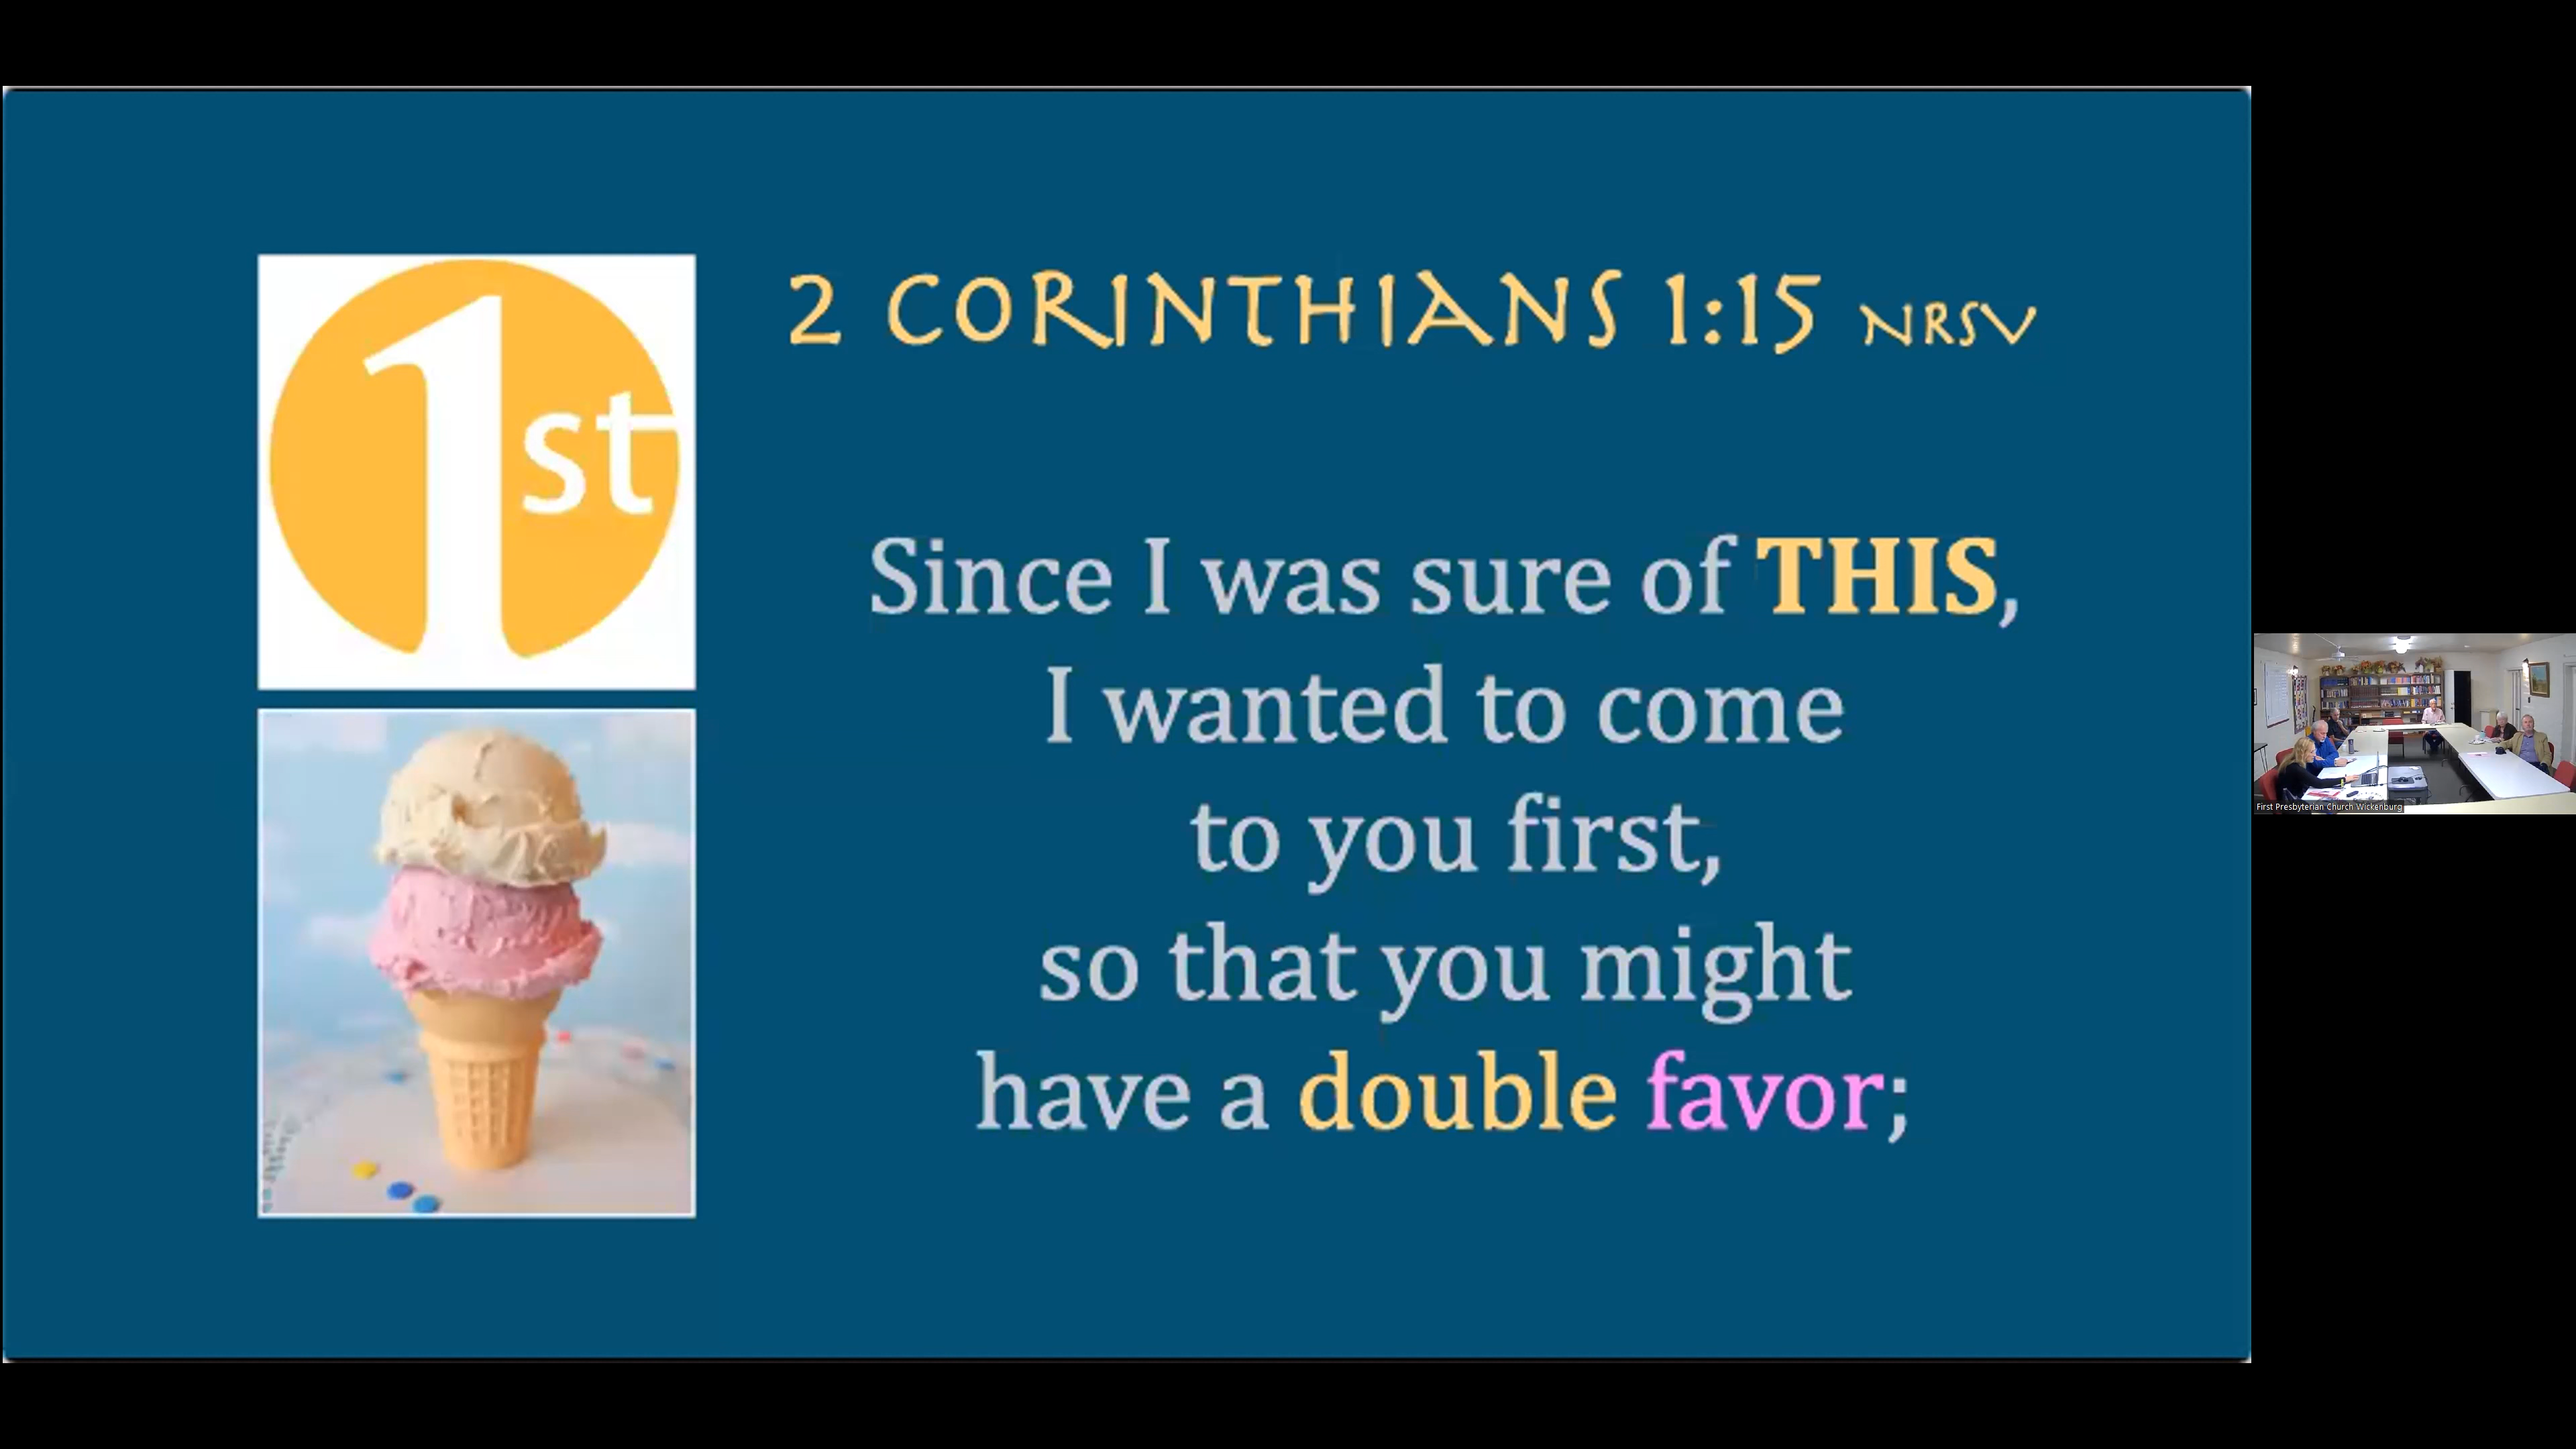 1st
2 CORINTHIANS 1:15 NRSV
Since I was sure of THIS,
I wanted to come
to you first,
so that you might
have a double favor;
First Presbyterian Church Wickenburg